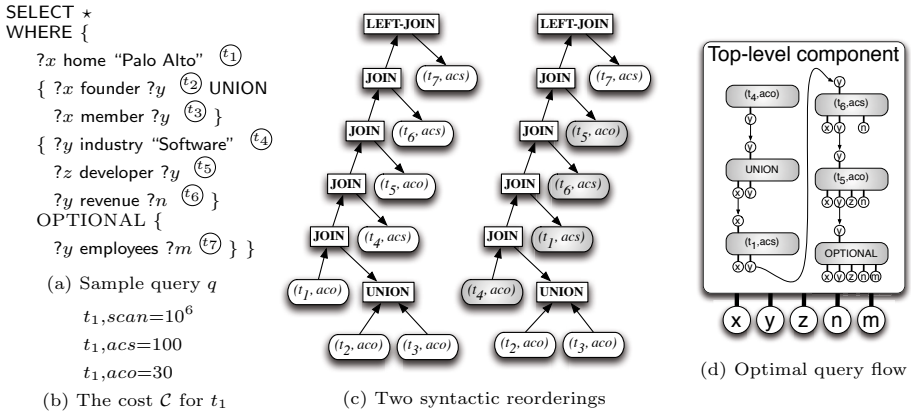 SELECT ⋆
WHERE {
?x home “Palo Alto” t1
{ ?x founder ?y t2 UNION
?x member ?y t3 }
{ ?y industry “Software” t4
?z developer ?y t5
?y revenue ?n t6 }
OPTIONAL {
?y employees ?m t7 } }
(a) Sample query q
t1,scan=10^6
t1,acs=100
t1,aco=30
(b) The cost C for t1
LEFT-JOIN
(t7, acs)
JOIN
(t6, acs)
JOIN
(t5, aco)
JOIN
(t4, acs)
JOIN
(t1, aco)
UNION
(t2, aco)
(t3, aco)
LEFT-JOIN
(t7, acs)
JOIN
(t5, aco)
JOIN
(t6, acs)
JOIN
(t1, acs)
JOIN
(t4, aco)
UNION
(t2, aco)
(t3, aco)
(c) Two syntactic reorderings
Top-level component
(t4,aco)
y
y
UNION
x y
x
(t1,acs)
x y
y
(t6,acs)
x y n
y
(t5,aco)
x y z n
y
OPTIONAL
x y z n m
x y z n m
(d) Optimal query flow